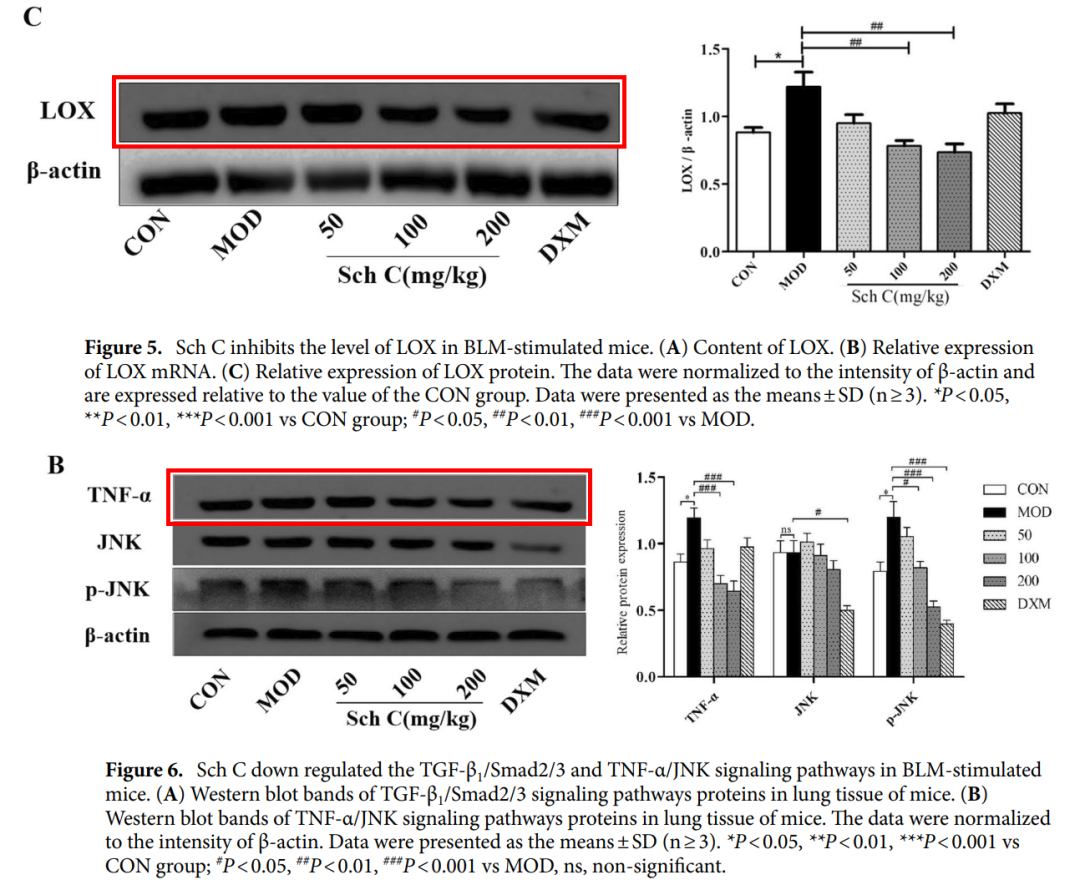 C
LOX
β-actin
CON MOD 50 100 200 DXM
Sch C(mg/kg)
##
##
*
1.5
1.0
0.5
0.0
LOX / β -actin
CON MOD 50 100 200 DXM
Sch C(mg/kg)
Figure 5. Sch C inhibits the level of LOX in BLM-stimulated mice. (A) Content of LOX. (B) Relative expression
of LOX mRNA. (C) Relative expression of LOX protein. The data were normalized to the intensity of β-actin and
are expressed relative to the value of the CON group. Data were presented as the means ± SD (n ≥ 3). *P < 0.05,
**P < 0.01, ***P < 0.001 vs CON group; #P < 0.05, ##P < 0.01, ###P < 0.001 vs MOD.
B
TNF-α
JNK
p-JNK
β-actin
CON MOD 50 100 200 DXM
Sch C(mg/kg)
1.5
1.0
0.5
0.0
Relative protein expression
*
###
###
ns
#
*
###
###
#
TNF-α JNK p-JNK
CON
MOD
50
100
200
DXM
Figure 6. Sch C down regulated the TGF-β1/Smad2/3 and TNF-α/JNK signaling pathways in BLM-stimulated
mice. (A) Western blot bands of TGF-β1/Smad2/3 signaling pathways proteins in lung tissue of mice. (B)
Western blot bands of TNF-α/JNK signaling pathways proteins in lung tissue of mice. The data were normalized
to the intensity of β-actin. Data were presented as the means ± SD (n ≥ 3). *P < 0.05, **P < 0.01, ***P < 0.001 vs
CON group; #P < 0.05, ##P < 0.01, ###P < 0.001 vs MOD, ns, non-significant.